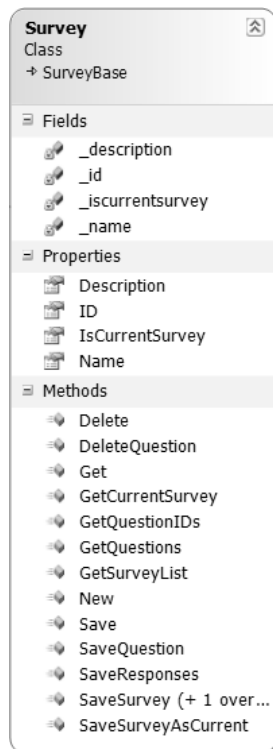 Survey
Class
SurveyBase
Fields
_description
_id
_iscurrentsurvey
_name
Properties
Description
ID
IsCurrentSurvey
Name
Methods
Delete
DeleteQuestion
Get
GetCurrentSurvey
GetQuestionIDs
GetQuestions
GetSurveyList
New
Save
SaveQuestion
SaveResponses
SaveSurvey (+ 1 over...
SaveSurveyAsCurrent